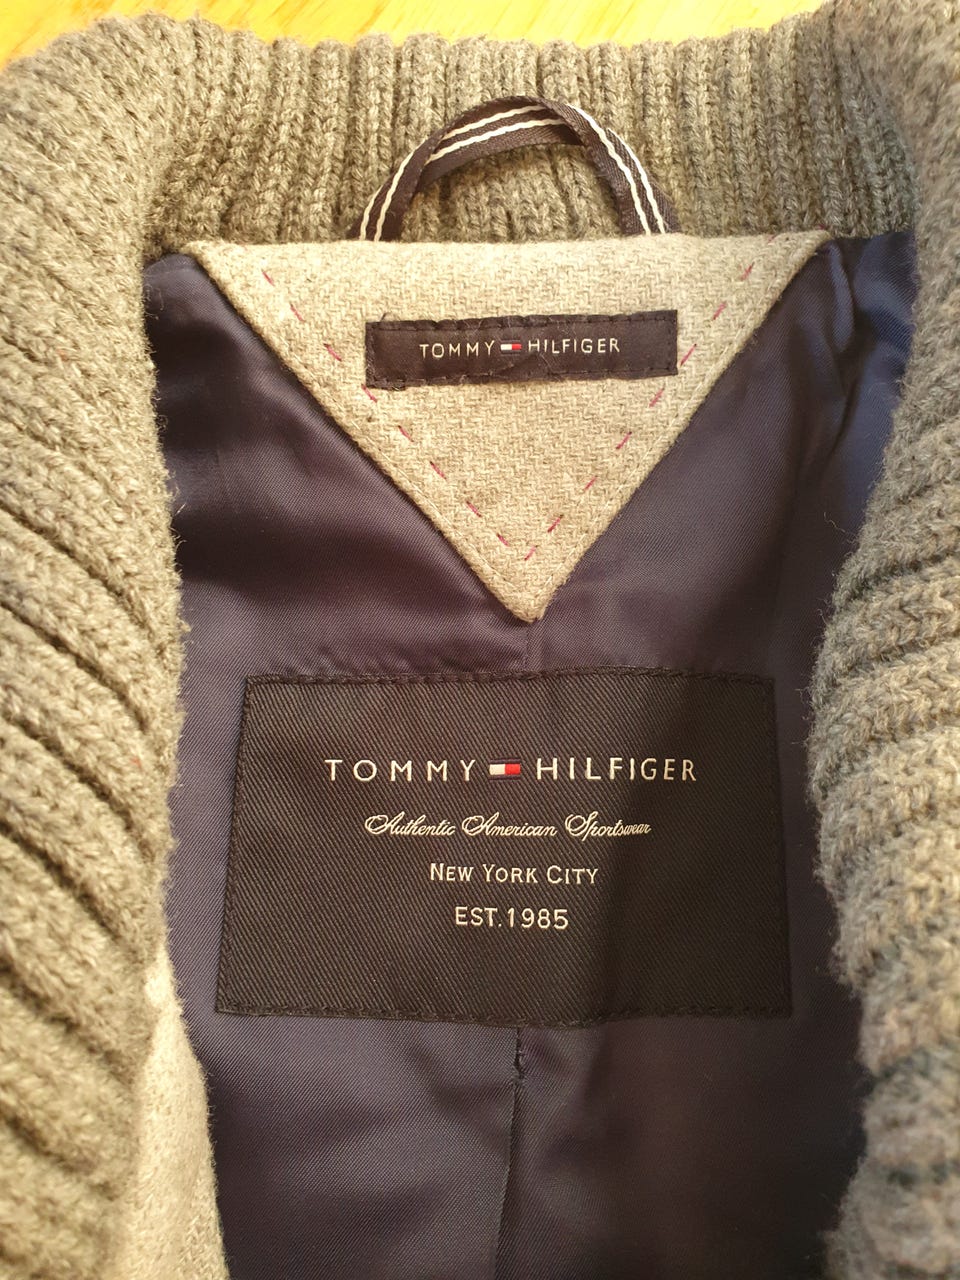 TOMMY HILFIGER
TOMMY HILFIGER
Authentic American Sportswear
NEW YORK CITY
EST.1985